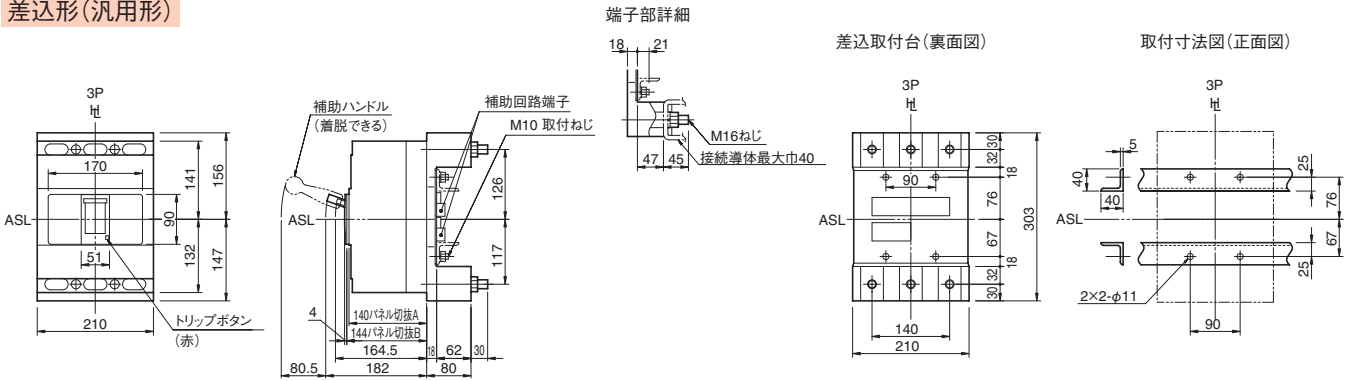 差込形(汎用形)
3P
HL
170
141
156
ASL
90
51
132
147
210
トリップボタン
(赤)
補助ハンドル
(着脱できる)
補助回路端子
M10 取付ねじ
ASL
126
117
4
140パネル切抜A
144パネル切抜B
164.5
18
62
30
80.5
182
80
端子部詳細
18
21
M16ねじ
接続導体最大巾40
47
45
差込取付台(裏面図)
3P
HL
30
32
18
90
76
ASL
303
67
18
32
30
140
210
取付寸法図(正面図)
3P
HL
5
25
40
40
76
ASL
67
25
2×2-φ11
90